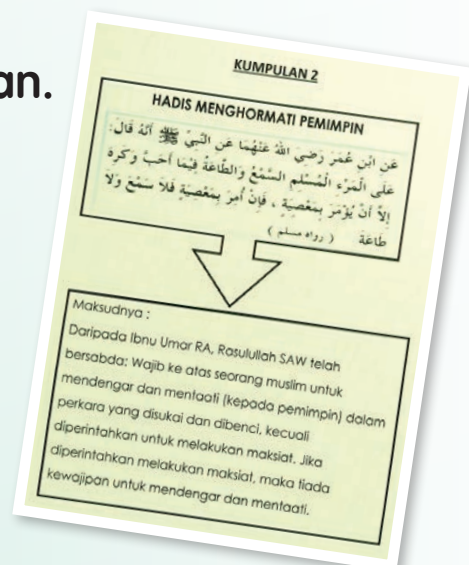 an.
KUMPULAN 2
HADIS MENGHORMATI PEMIMPIN
عَنِ ابْنِ عُمَرَ رَضِيَ اللَّهُ عَنْهُمَا عَنِ النَّبِيِّ ﷺ أَنَّهُ قَالَ:
عَلَى الْمَرْءِ الْمُسْلِمِ السَّمْعُ وَالطَّاعَةُ فِيْمَا أَحَبَّ وَكَرِهَ
إِلاَّ أَنْ يُؤْمَرَ بِمَعْصِيَةٍ ، فَإِنْ أُمِرَ بِمَعْصِيَةٍ فَلاَ سَمْعَ وَلاَ
طَاعَةَ ( رواه مسلم )
Maksudnya :
Daripada Ibnu Umar RA, Rasulullah SAW telah
bersabda: Wajib ke atas seorang muslim untuk
mendengar dan mentaati (kepada pemimpin) dalam
perkara yang disukai dan dibenci, kecuali
diperintahkan untuk melakukan maksiat. Jika
diperintahkan melakukan maksiat, maka tiada
kewajipan untuk mendengar dan mentaati.